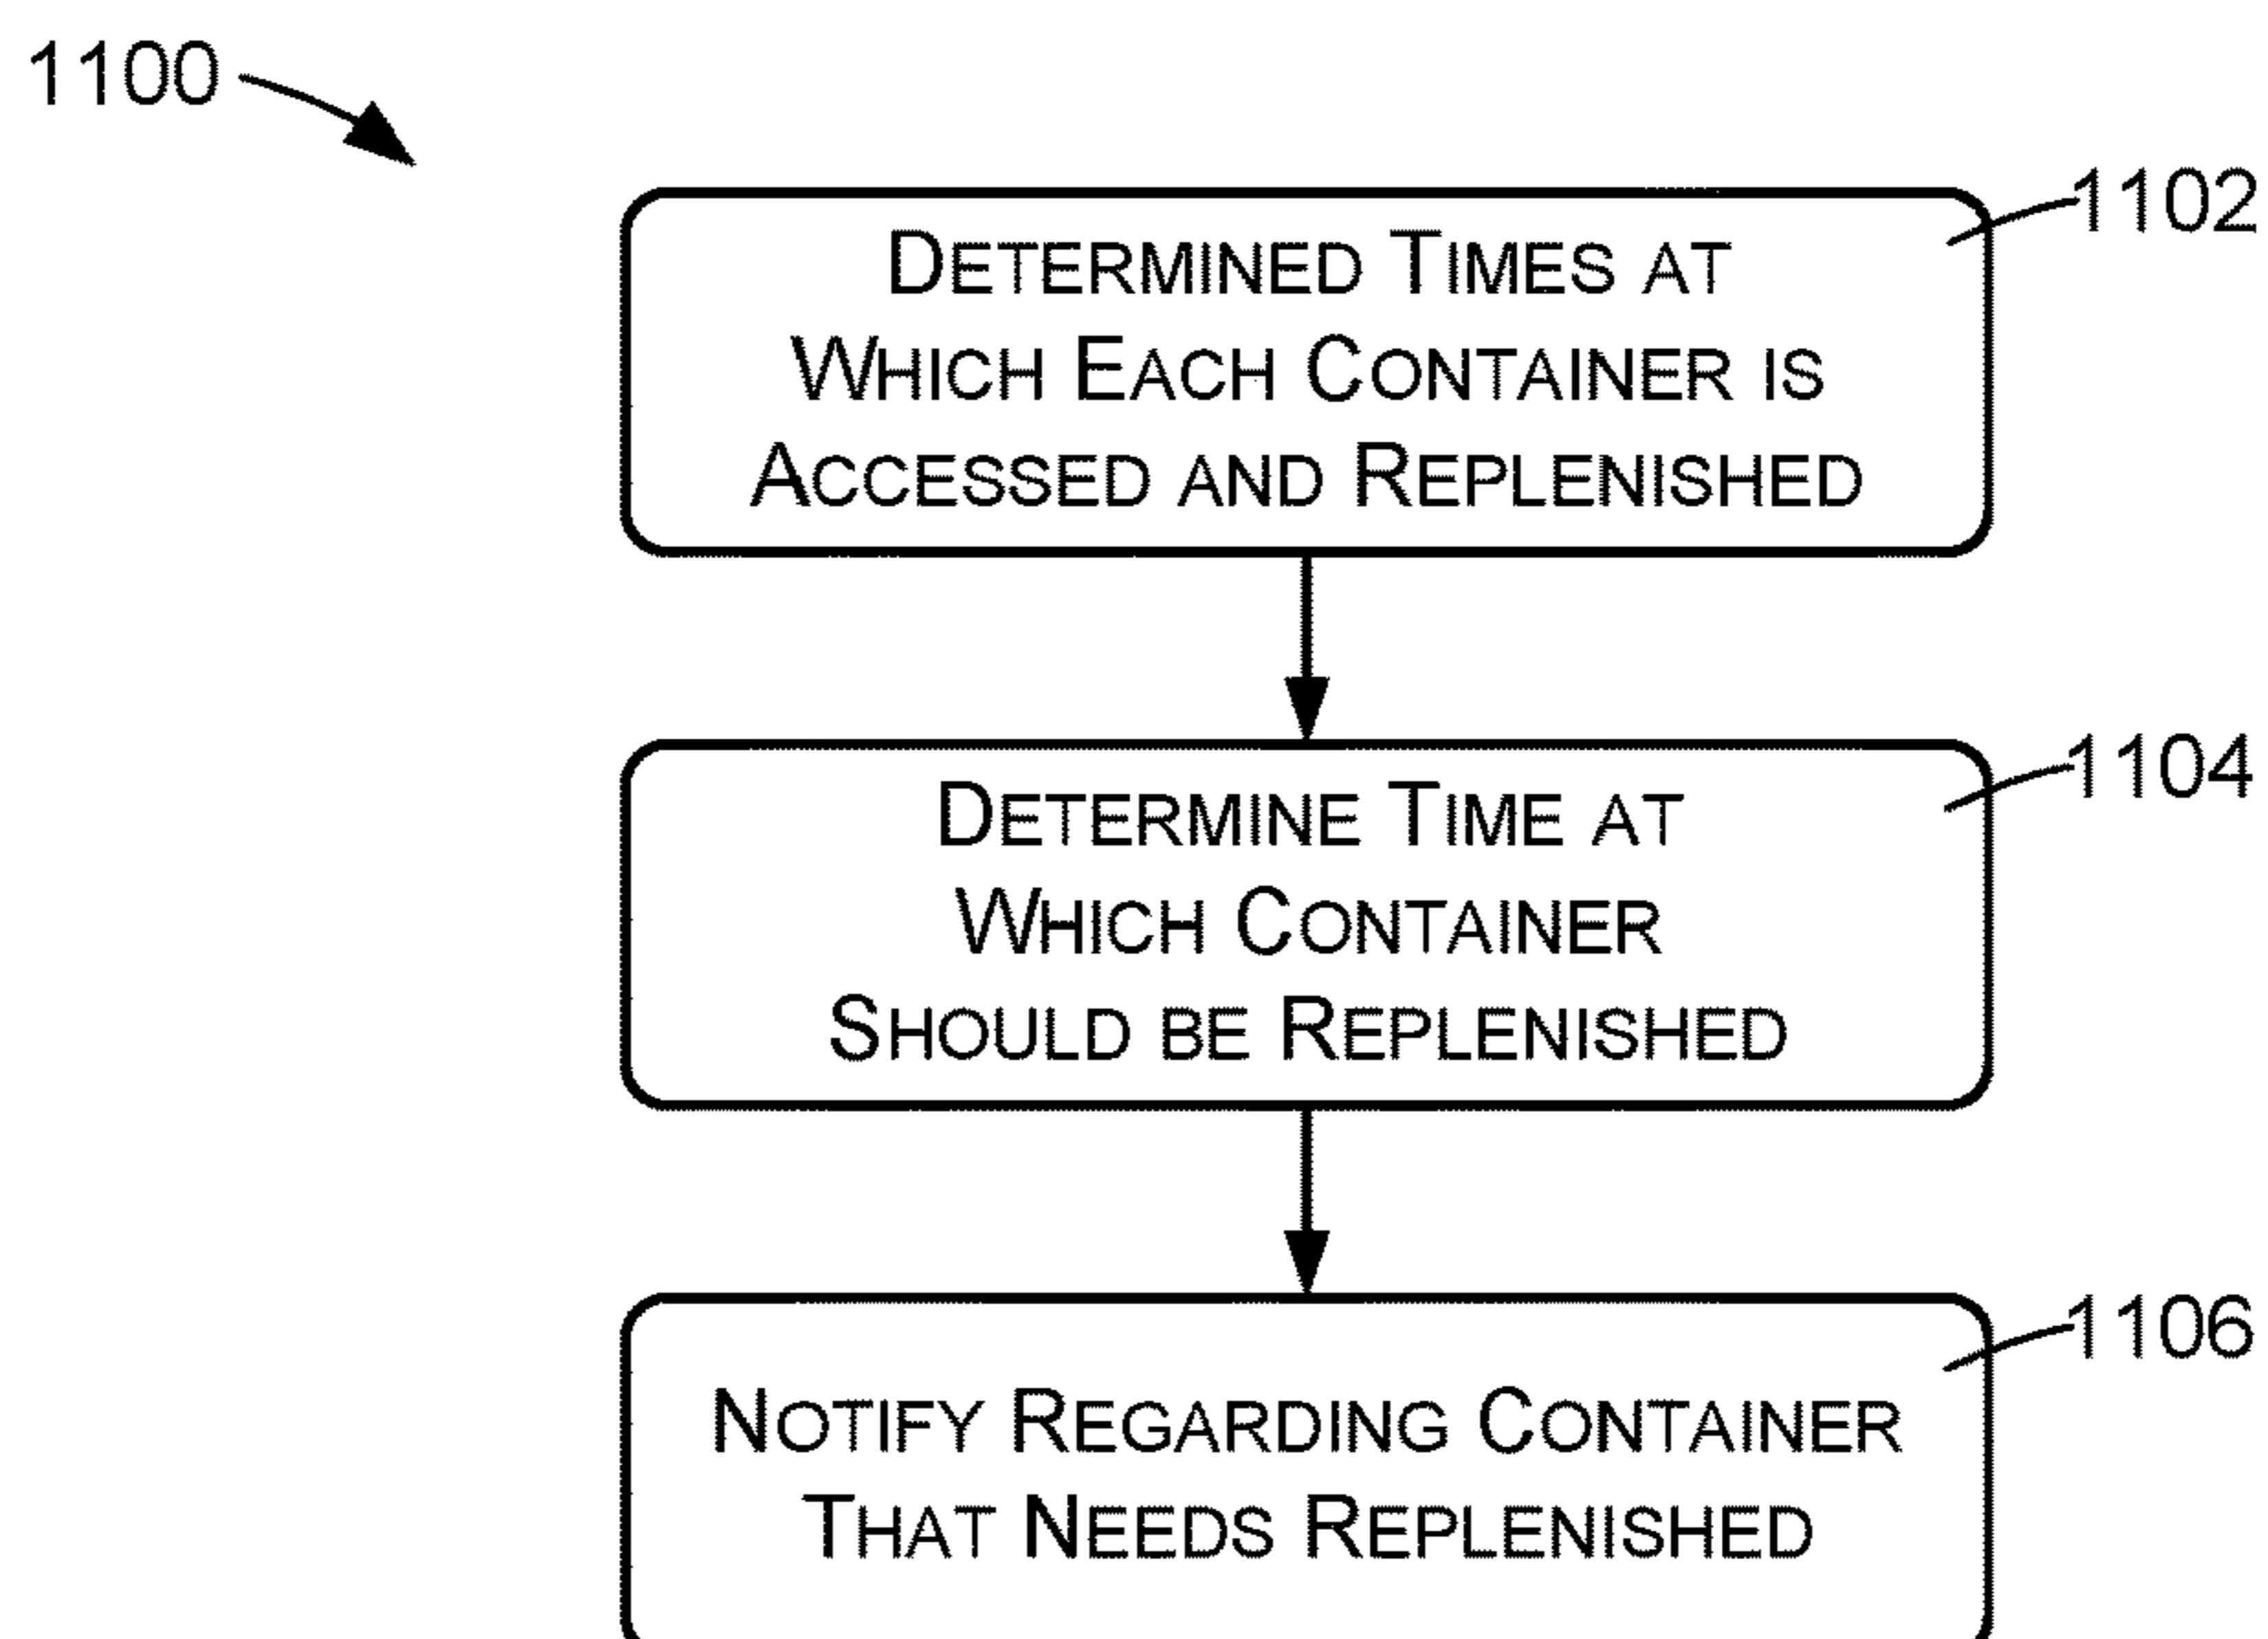 1100
1102
DETERMINED TIMES AT
WHICH EACH CONTAINER IS
ACCESSED AND REPLENISHED
1104
DETERMINE TIME AT
WHICH CONTAINER
SHOULD BE REPLENISHED
1106
NOTIFY REGARDING CONTAINER
THAT NEEDS REPLENISHED